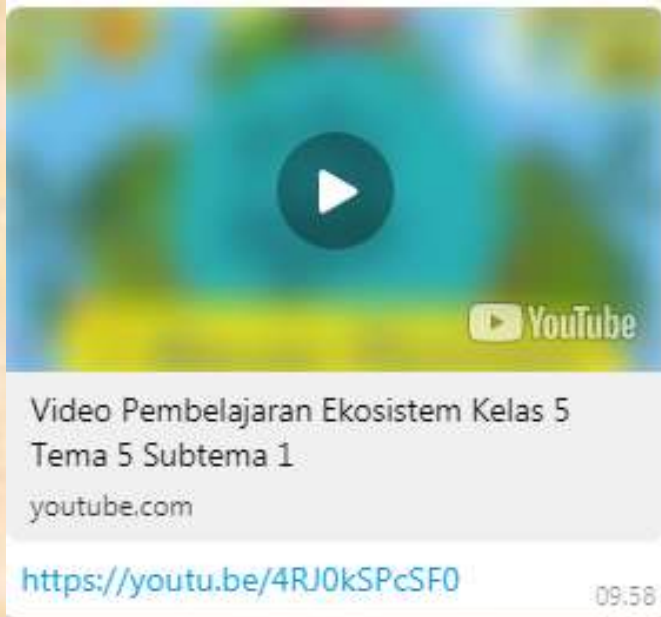 YouTube
Video Pembelajaran Ekosistem Kelas 5
Tema 5 Subtema 1
youtube.com
https://youtu.be/4RJ0kSPcSF0
09.58